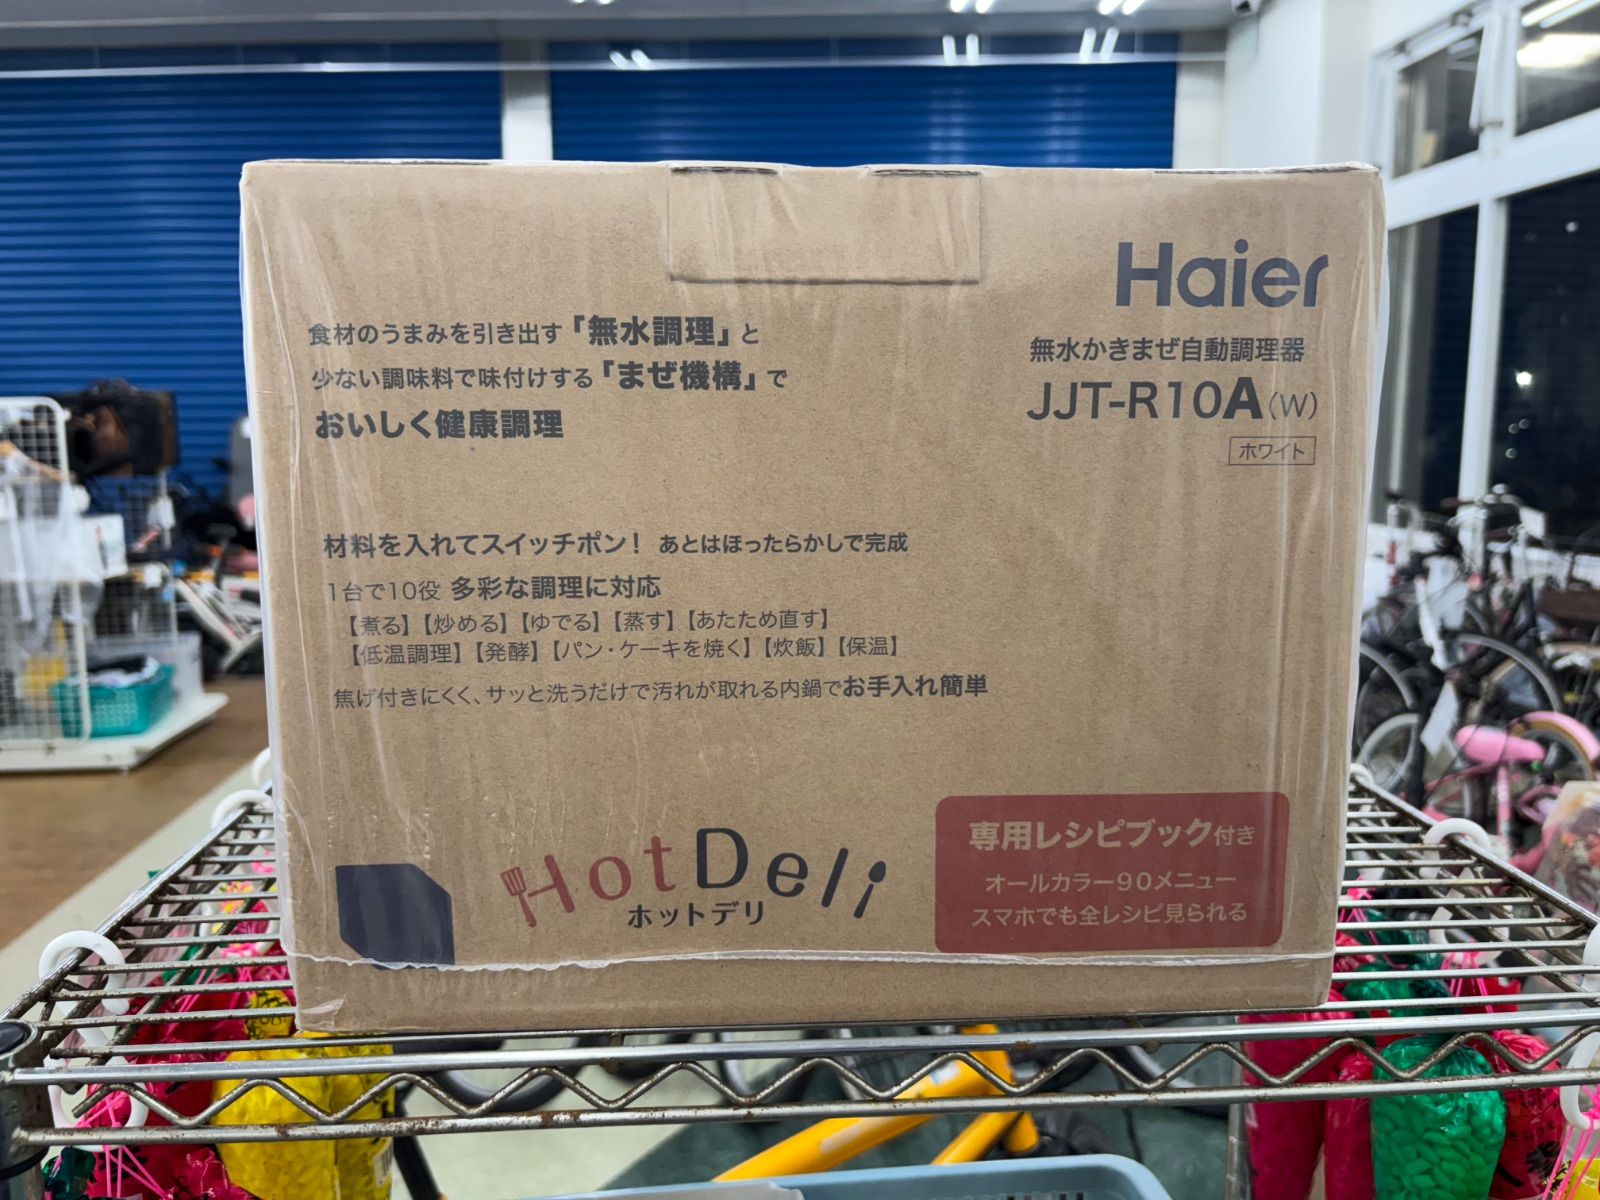 Haier
無水かきまぜ自動調理器
JJT-R10A(W)
ホワイト
食材のうまみを引き出す「無水調理」と
少ない調味料で味付けする「まぜ機構」で
おいしく健康調理
材料を入れてスイッチポン! あとはほったらかしで完成
1台で10役 多彩な調理に対応
【煮る】【炒める】【ゆでる】【蒸す】【あたため直す】
【低温調理】【発酵】【パン・ケーキを焼く】【炊飯】【保温】
焦げ付きにくく、サッと洗うだけで汚れが取れる内鍋でお手入れ簡単
Hot Deli
ホットデリ
専用レシピブック付き
オールカラー90メニュー
スマホでも全レシピ見られる